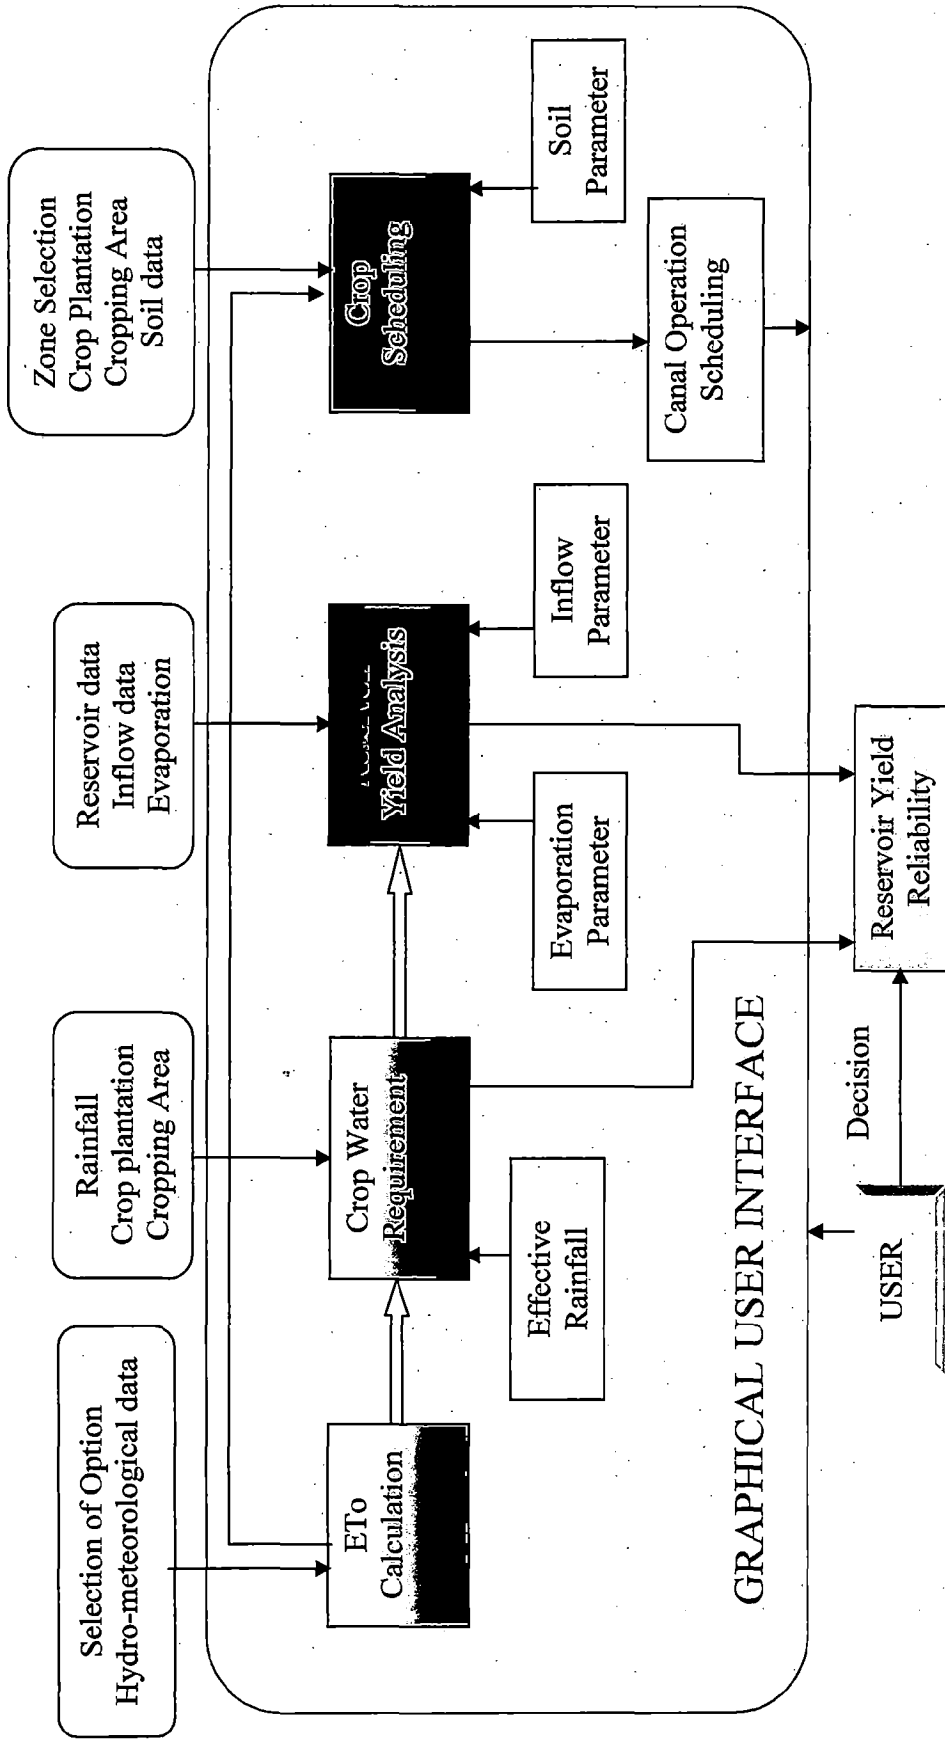 Selection of Option
Hydro-meteorological data
Rainfall
Crop plantation
Cropping Area
Reservoir data
Inflow data
Evaporation
Zone Selection
Crop Plantation
Cropping Area
Soil data
ETo
Calculation
Crop Water
Requirement
Yield Analysis
Crop
Scheduling
Effective
Rainfall
Evaporation
Parameter
Inflow
Parameter
Soil
Parameter
Canal Operation
Scheduling
GRAPHICAL USER INTERFACE
USER
Decision
Reservoir Yield
Reliability